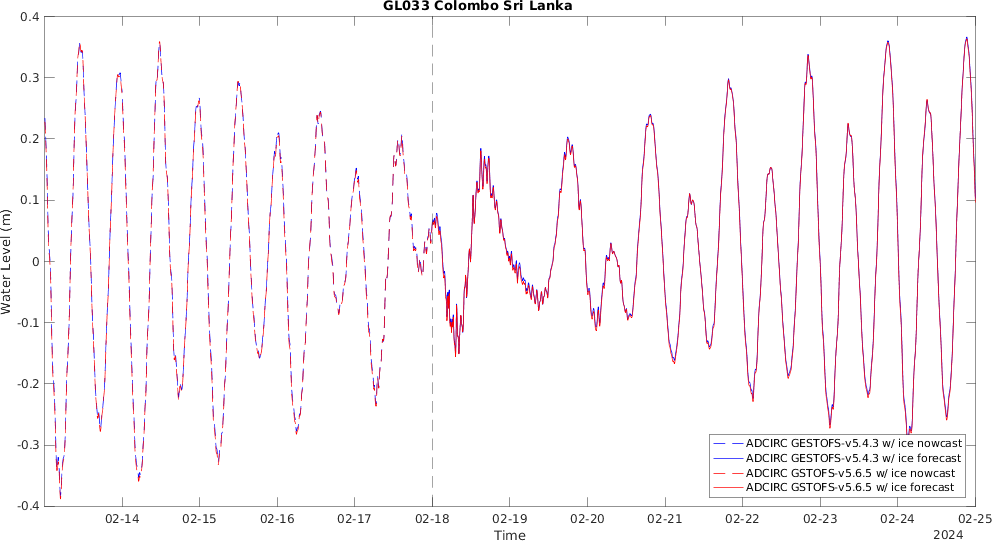 GL033 Colombo Sri Lanka
Water Level (m)
0.4
0.3
0.2
0.1
0
-0.1
-0.2
-0.3
-0.4
ADCIRC GESTOFS-v5.4.3 w/ ice nowcast
ADCIRC GESTOFS-v5.4.3 w/ ice forecast
ADCIRC GSTOFS-v5.6.5 w/ ice nowcast
ADCIRC GSTOFS-v5.6.5 w/ ice forecast
02-14 02-15 02-16 02-17 02-18 02-19 02-20 02-21 02-22 02-23 02-24 02-25
Time
2024